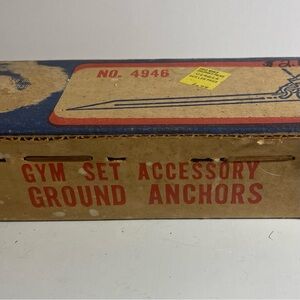 NO. 4946
GYM SET ACCESSORY
GROUND ANCHORS